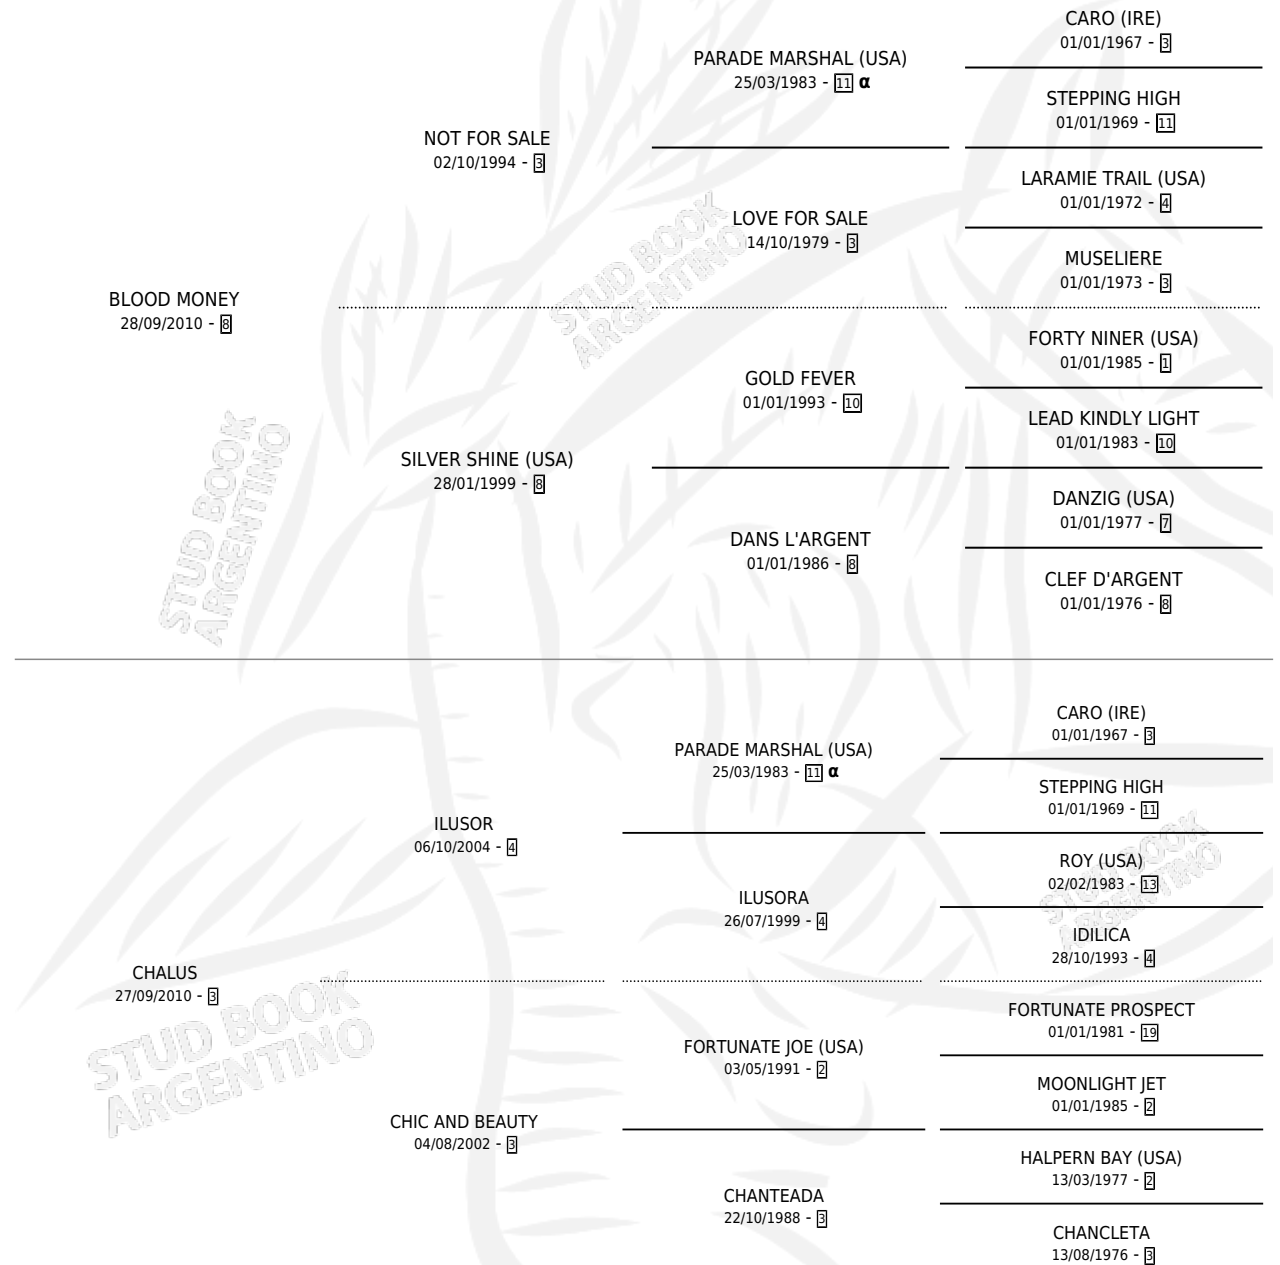 CARO (IRE)
01/01/1967 - 3
PARADE MARSHAL (USA)
25/03/1983 - 11 α
STEPPING HIGH
01/01/1969 - 11
NOT FOR SALE
02/10/1994 - 3
LARAMIE TRAIL (USA)
01/01/1972 - 4
LOVE FOR SALE
14/10/1979 - 3
MUSELIERE
01/01/1973 - 3
STUD BOOK
ARGENTINO
BLOOD MONEY
28/09/2010 - 8
FORTY NINER (USA)
01/01/1985 - 1
GOLD FEVER
01/01/1993 - 10
LEAD KINDLY LIGHT
01/01/1983 - 10
SILVER SHINE (USA)
28/01/1999 - 8
DANZIG (USA)
01/01/1977 - 7
DANS L'ARGENT
01/01/1986 - 8
CLEF D'ARGENT
01/01/1976 - 8
STUD BOOK
ARGENTINO
CARO (IRE)
01/01/1967 - 3
PARADE MARSHAL (USA)
25/03/1983 - 11 α
STEPPING HIGH
01/01/1969 - 11
ILUSOR
06/10/2004 - 4
ROY (USA)
02/02/1983 - 13
ILUSORA
26/07/1999 - 4
IDILICA
28/10/1993 - 4
STUD BOOK
ARGENTINO
CHALUS
27/09/2010 - 3
FORTUNATE PROSPECT
01/01/1981 - 19
FORTUNATE JOE (USA)
03/05/1991 - 2
MOONLIGHT JET
01/01/1985 - 2
CHIC AND BEAUTY
04/08/2002 - 3
HALPERN BAY (USA)
13/03/1977 - 2
CHANTEADA
22/10/1988 - 3
CHANCLETA
13/08/1976 - 3
STUD BOOK
ARGENTINO